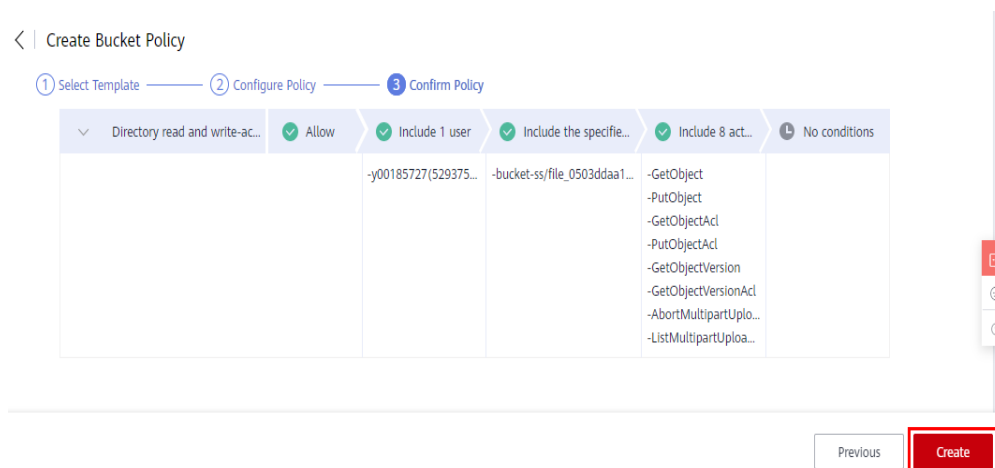 Create Bucket Policy
1 Select Template 2 Configure Policy 3 Confirm Policy
Directory read and write-ac... Allow Include 1 user Include the specifie... Include 8 act... No conditions
-y00185727(529375... -bucket-ss/file_0503ddaa1... -GetObject
-PutObject
-GetObjectAcl
-PutObjectAcl
-GetObjectVersion
-GetObjectVersionAcl
-AbortMultipartUplo...
-ListMultipartUploa...
Previous Create